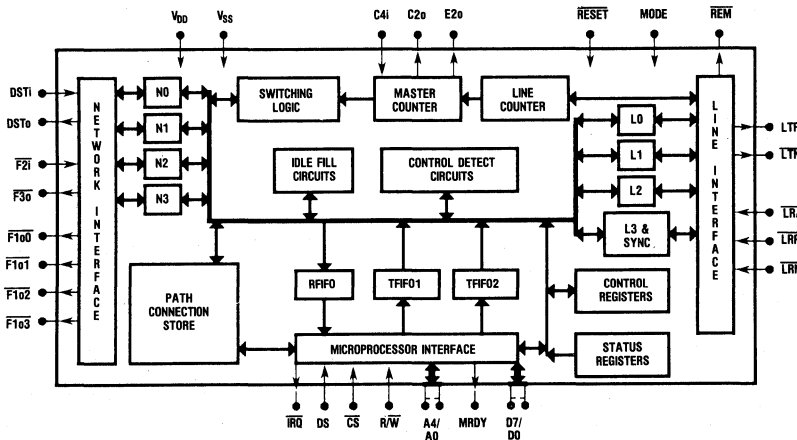 VDD VSS C4i C2o E2o RESET MODE REM
DSTi
DSTo
F2i
F3o
F1o0
F1o1
F1o2
F1o3
NETWORK INTERFACE
N0
N1
N2
N3
SWITCHING
LOGIC
MASTER
COUNTER
LINE
COUNTER
IDLE FILL
CIRCUITS
CONTROL DETECT
CIRCUITS
L0
L1
L2
L3 &
SYNC
LINE INTERFACE
PATH
CONNECTION
STORE
RFIFO
TFIFO1
TFIFO2
CONTROL
REGISTERS
MICROPROCESSOR INTERFACE
STATUS
REGISTERS
IRQ DS CS R/W A4/
A0 MRDY D7/
D0